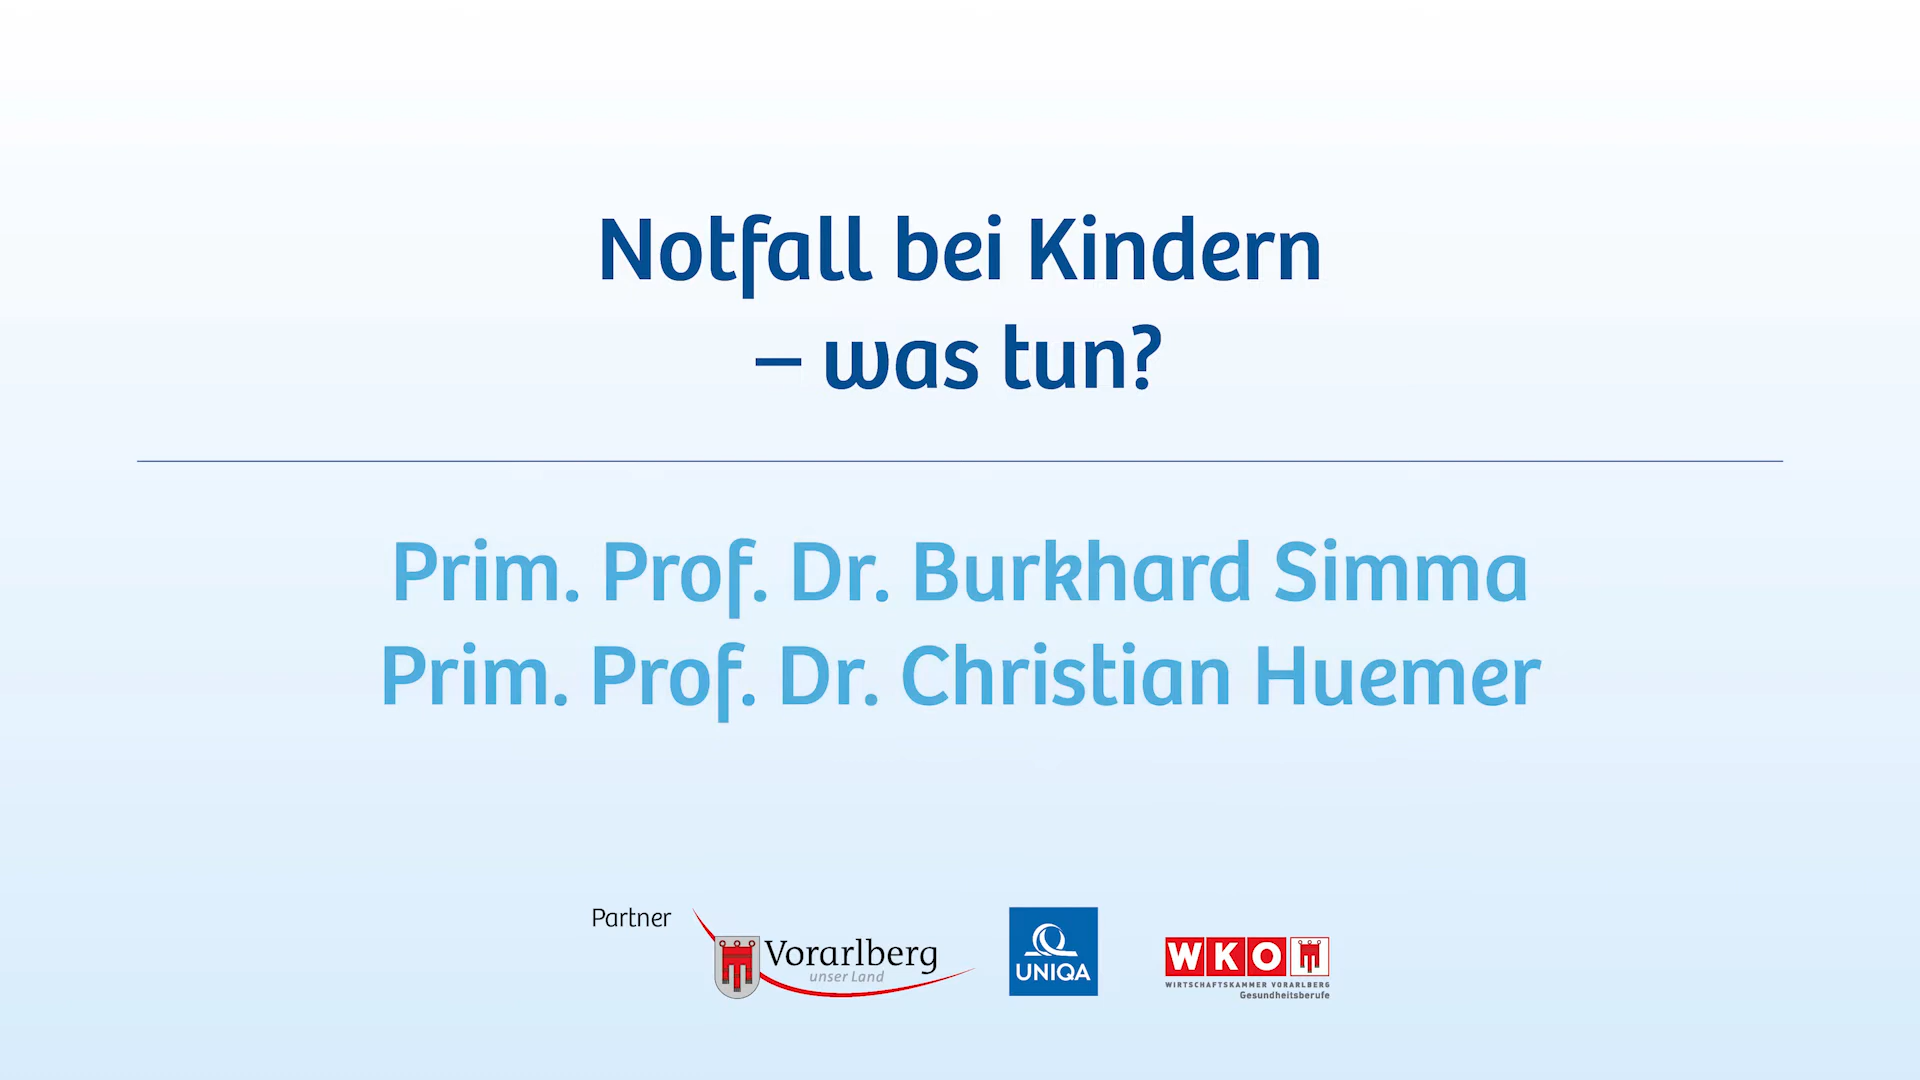 Notfall bei Kindern
– was tun?
Prim. Prof. Dr. Burkhard Simma
Prim. Prof. Dr. Christian Huemer
Partner
Vorarlberg
unser Land
UNIQA
WKO
WIRTSCHAFTSKAMMER VORARLBERG
Gesundheitsberufe